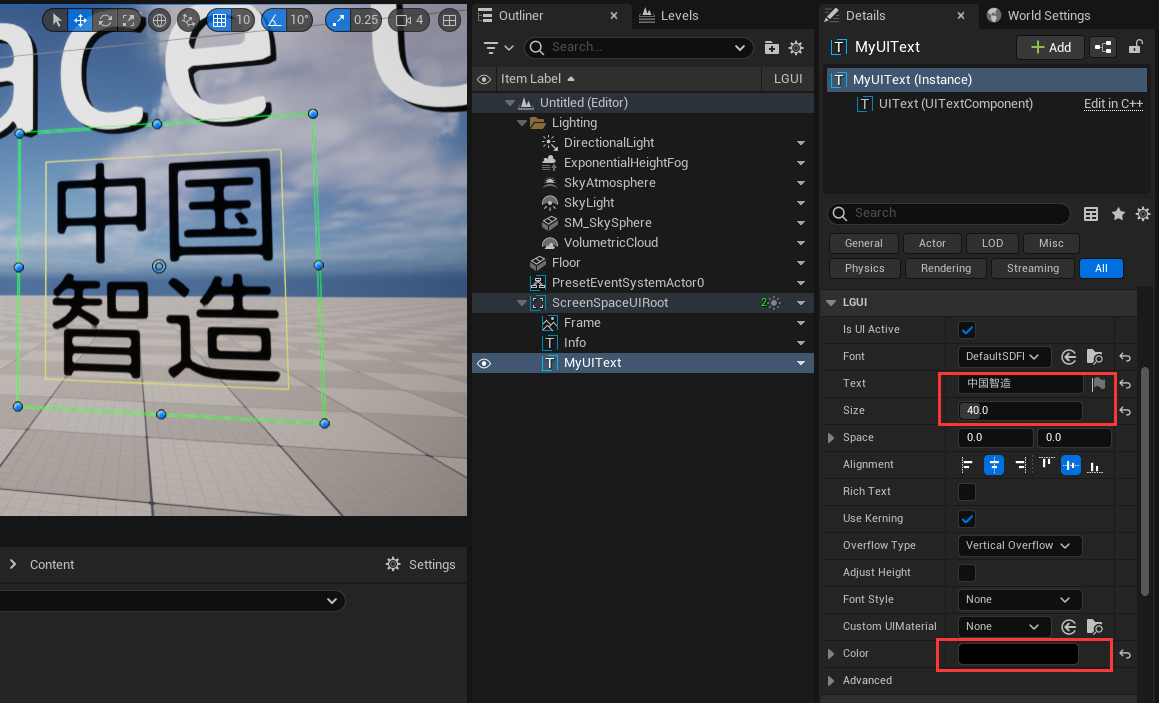 10
10°
0.25
4
ace U
中国
智造
Content
Settings
Outliner
Levels
Search...
Item Label
LGUI
Untitled (Editor)
Lighting
DirectionalLight
ExponentialHeightFog
SkyAtmosphere
SkyLight
SM_SkySphere
VolumetricCloud
Floor
PresetEventSystemActor0
ScreenSpaceUIRoot
2
Frame
Info
MyUIText
Details
World Settings
MyUIText
Add
MyUIText (Instance)
UIText (UITextComponent)
Edit in C++
Search
General
Actor
LOD
Misc
Physics
Rendering
Streaming
All
LGUI
Is UI Active
Font
DefaultSDFI
Text
中国智造
Size
40.0
Space
0.0
0.0
Alignment
Rich Text
Use Kerning
Overflow Type
Vertical Overflow
Adjust Height
Font Style
None
Custom UIMaterial
None
Color
Advanced